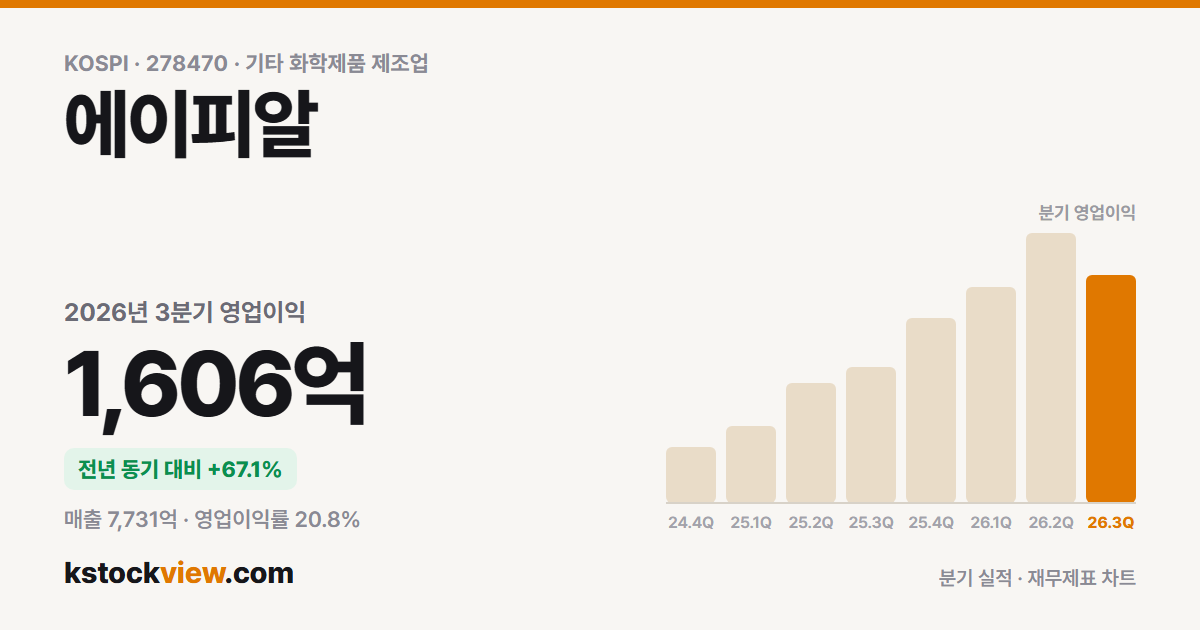 KOSPI · 278470 · 기타 화학제품 제조업
에이피알
2026년 3분기 영업이익
1,606억
전년 동기 대비 +67.1%
매출 7,731억 · 영업이익률 20.8%
kstockview.com
분기 영업이익
24.4Q 25.1Q 25.2Q 25.3Q 25.4Q 26.1Q 26.2Q 26.3Q
분기 실적 · 재무제표 차트